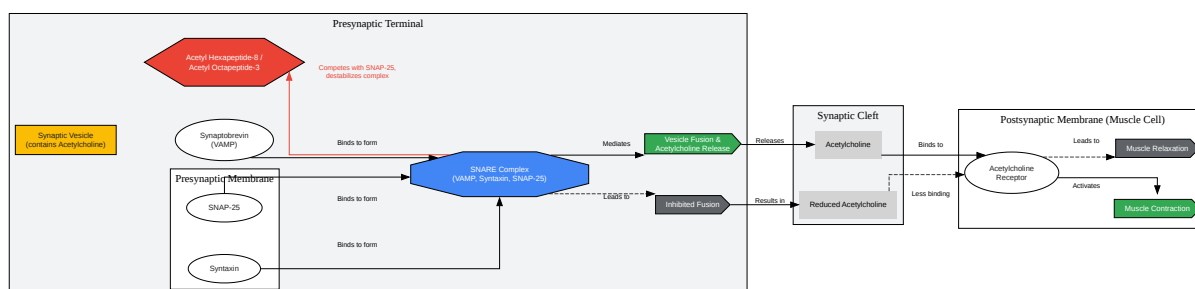 Presynaptic Terminal
Acetyl Hexapeptide-8 /
Acetyl Octapeptide-3
Competes with SNAP-25,
destabilizes complex
Synaptic Vesicle
(contains Acetylcholine)
Synaptobrevin
(VAMP)
Binds to form
Presynaptic Membrane
SNAP-25
Binds to form
Syntaxin
Binds to form
SNARE Complex
(VAMP, Syntaxin, SNAP-25)
Mediates
Leads to
Vesicle Fusion &
Acetylcholine Release
Inhibited Fusion
Releases
Results in
Synaptic Cleft
Acetylcholine
Reduced Acetylcholine
Binds to
Less binding
Postsynaptic Membrane (Muscle Cell)
Acetylcholine
Receptor
Leads to
Activates
Muscle Relaxation
Muscle Contraction